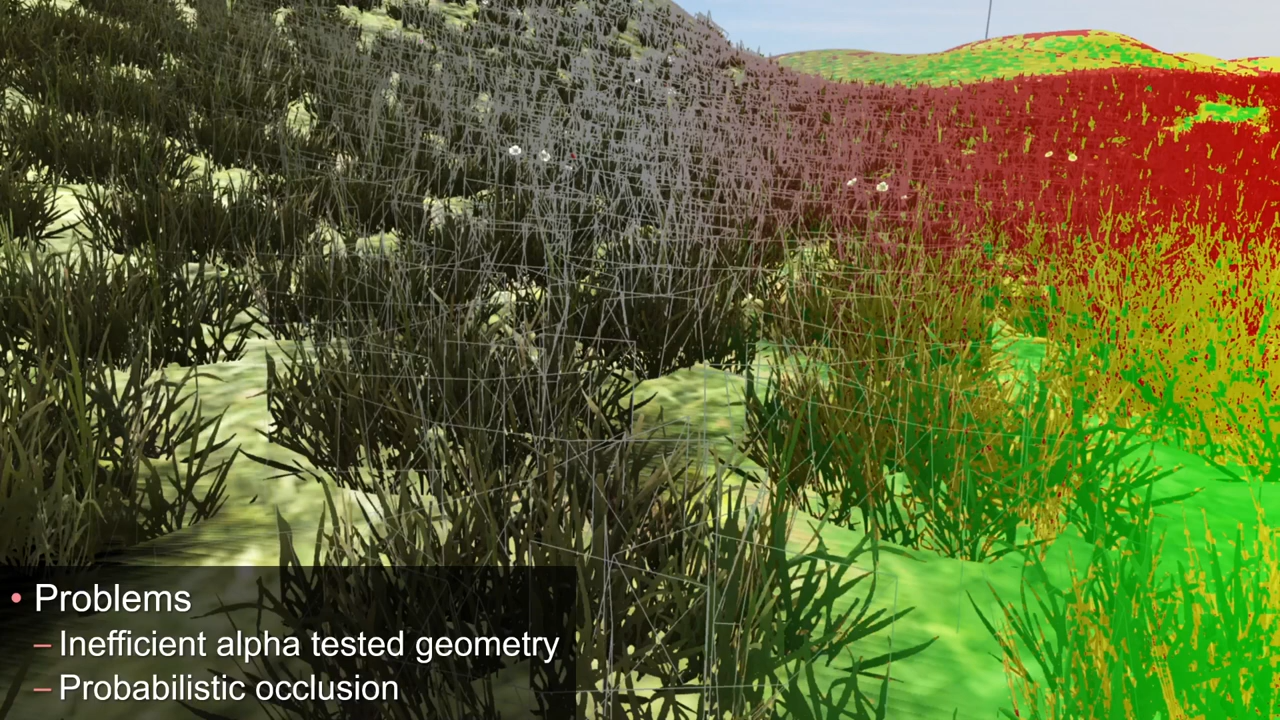 • Problems
– Inefficient alpha tested geometry
– Probabilistic occlusion